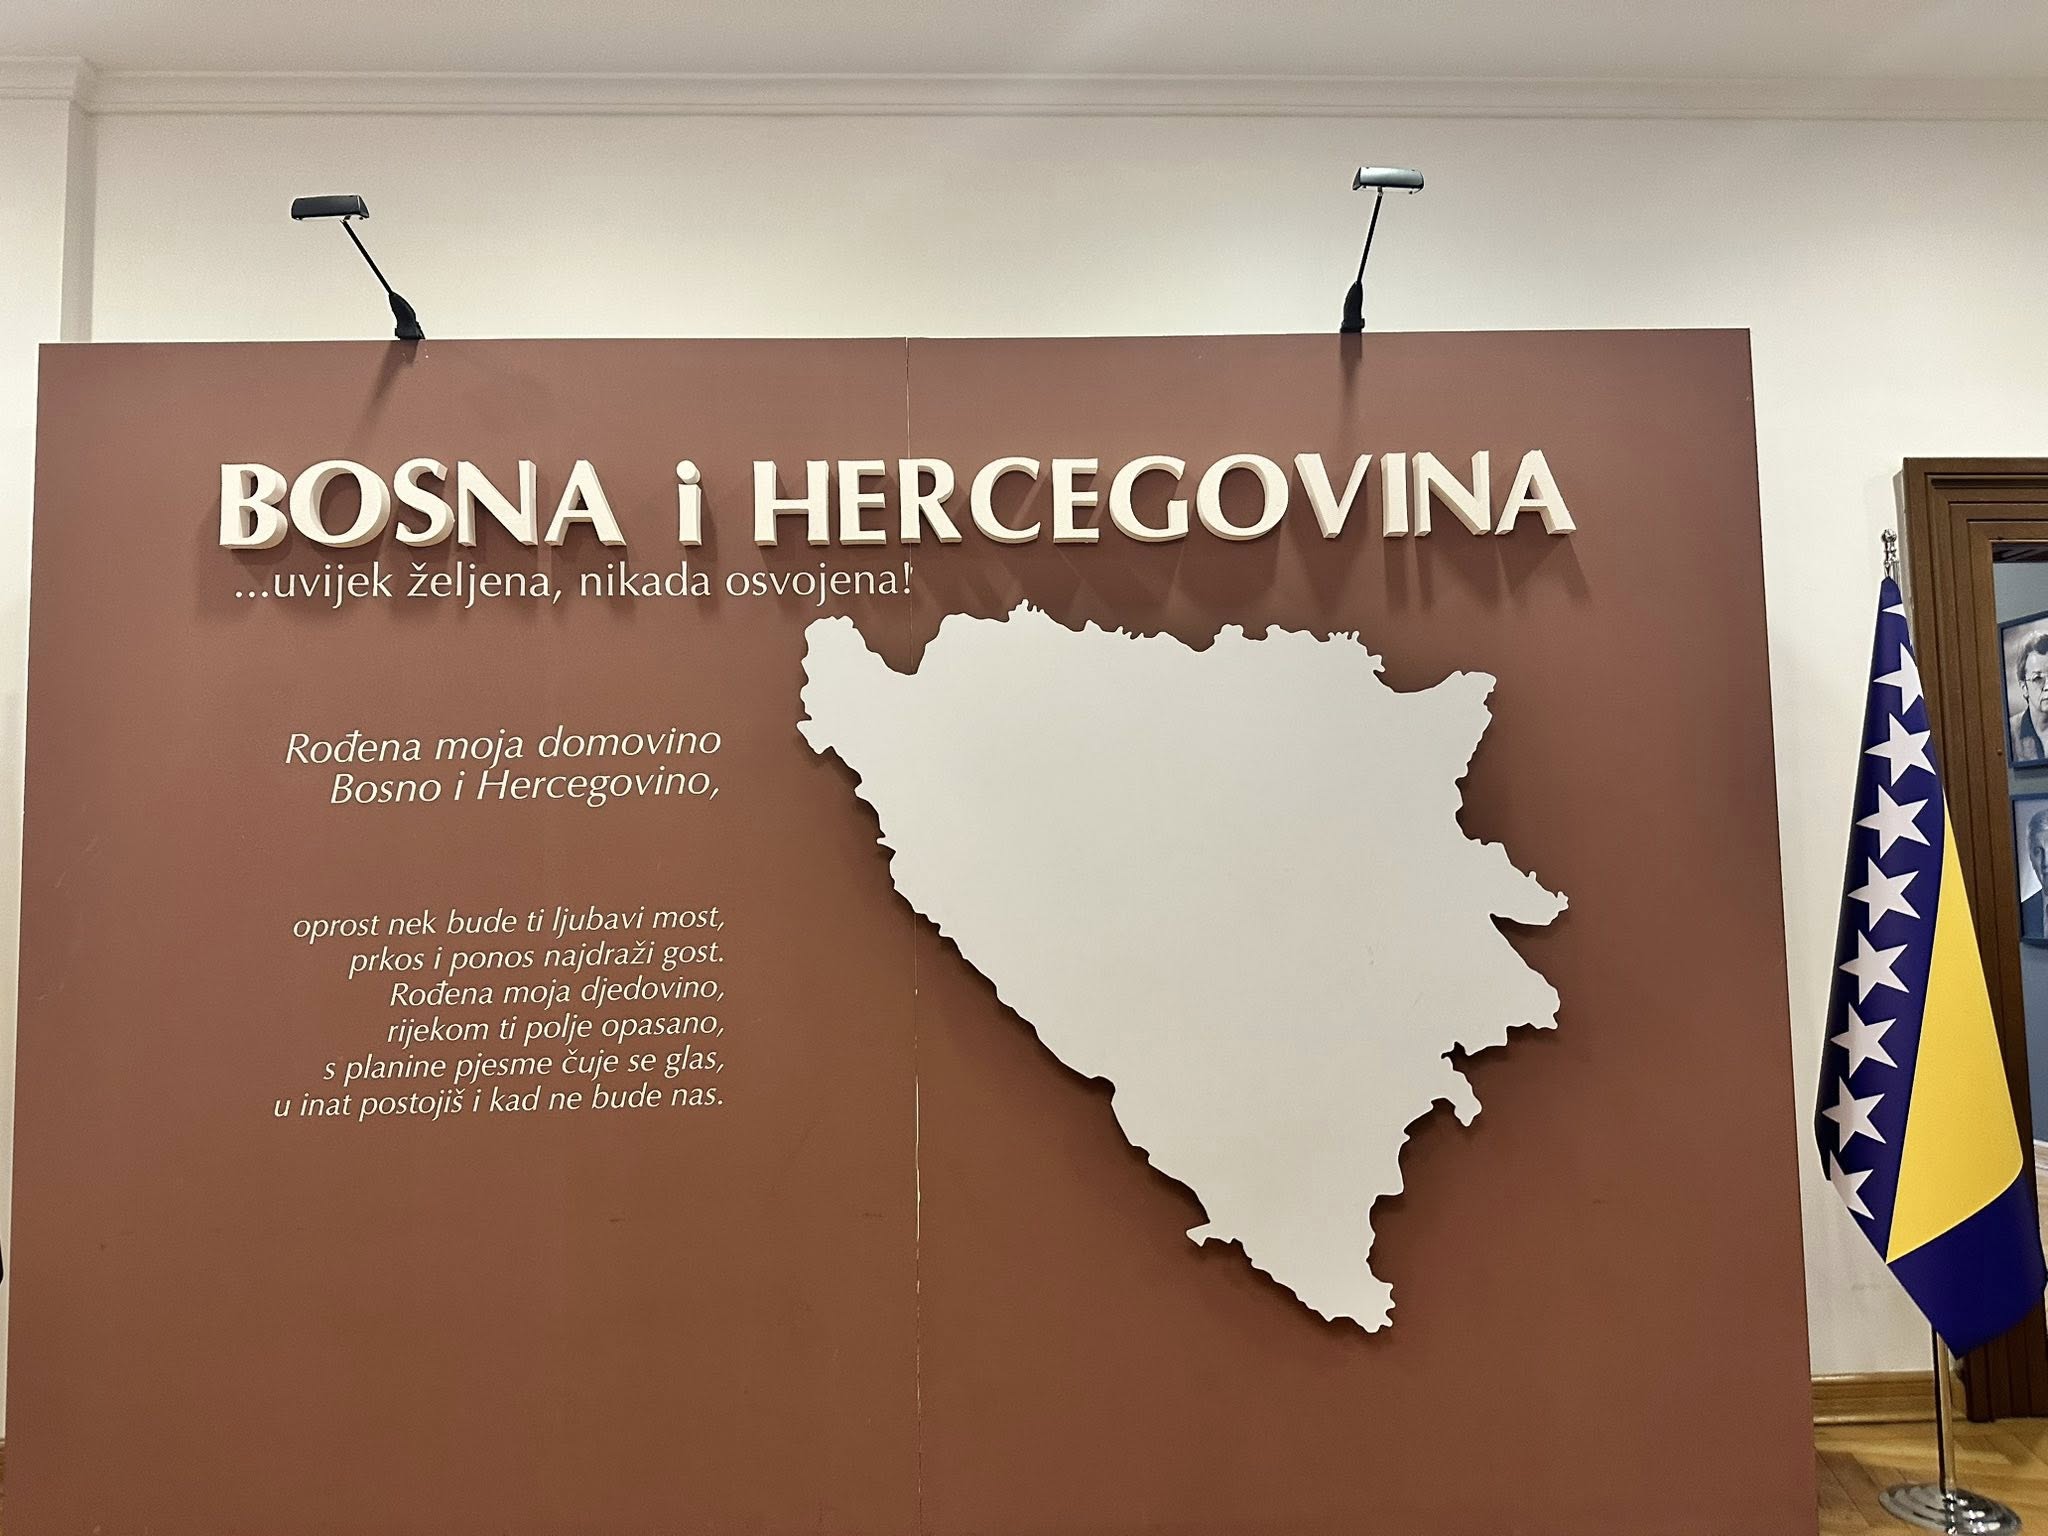 BOSNA i HERCEGOVINA
...uvijek željena, nikada osvojena!
Rođena moja domovino
Bosno i Hercegovino,
oprost nek bude ti ljubavi most,
prkos i ponos najdraži gost.
Rođena moja djedovino,
rijekom ti polje opasano,
s planine pjesme čuje se glas,
u inat postojiš i kad ne bude nas.